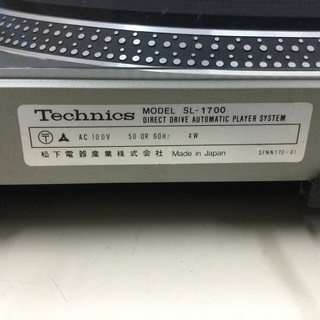 Technics MODEL SL-1700
DIRECT DRIVE AUTOMATIC PLAYER SYSTEM
AC 100V 50 OR 60Hz 4W
松下電器産業株式会社 Made in Japan SFNN170-01